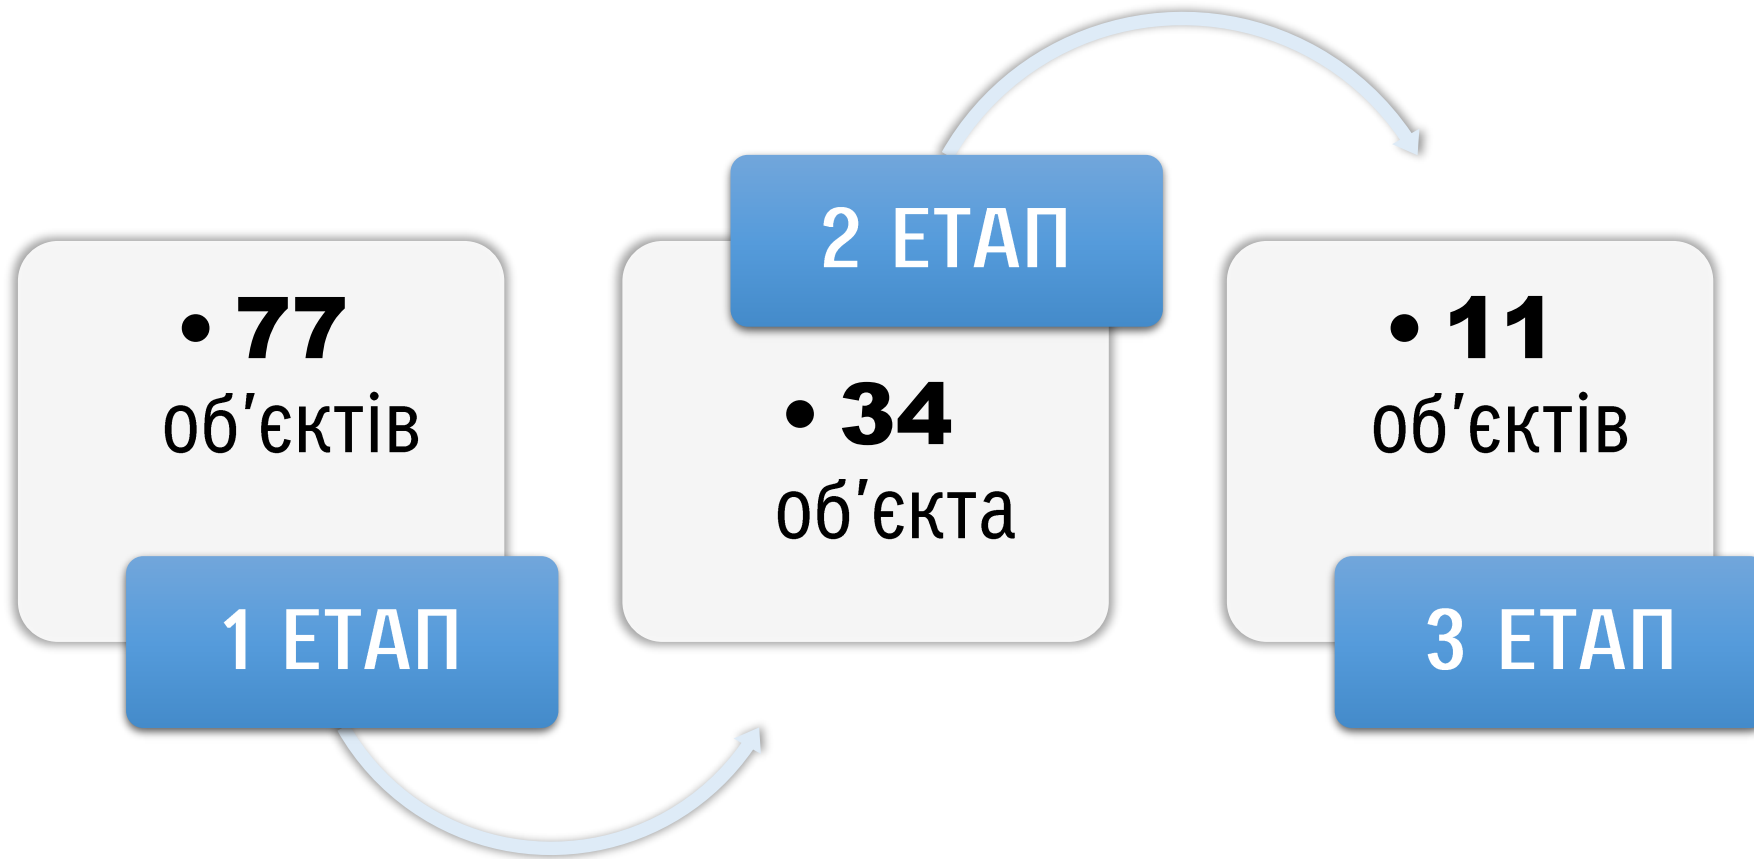 • 77
об’єктів
1 ЕТАП
2 ЕТАП
• 34
об’єкта
• 11
об’єктів
3 ЕТАП